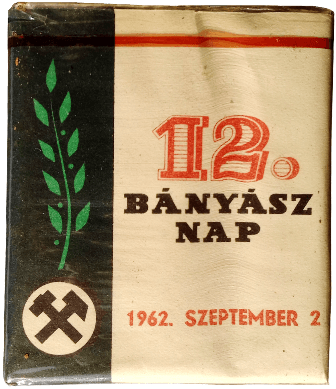 12.
BÁNYÁSZ
NAP
1962. SZEPTEMBER 2